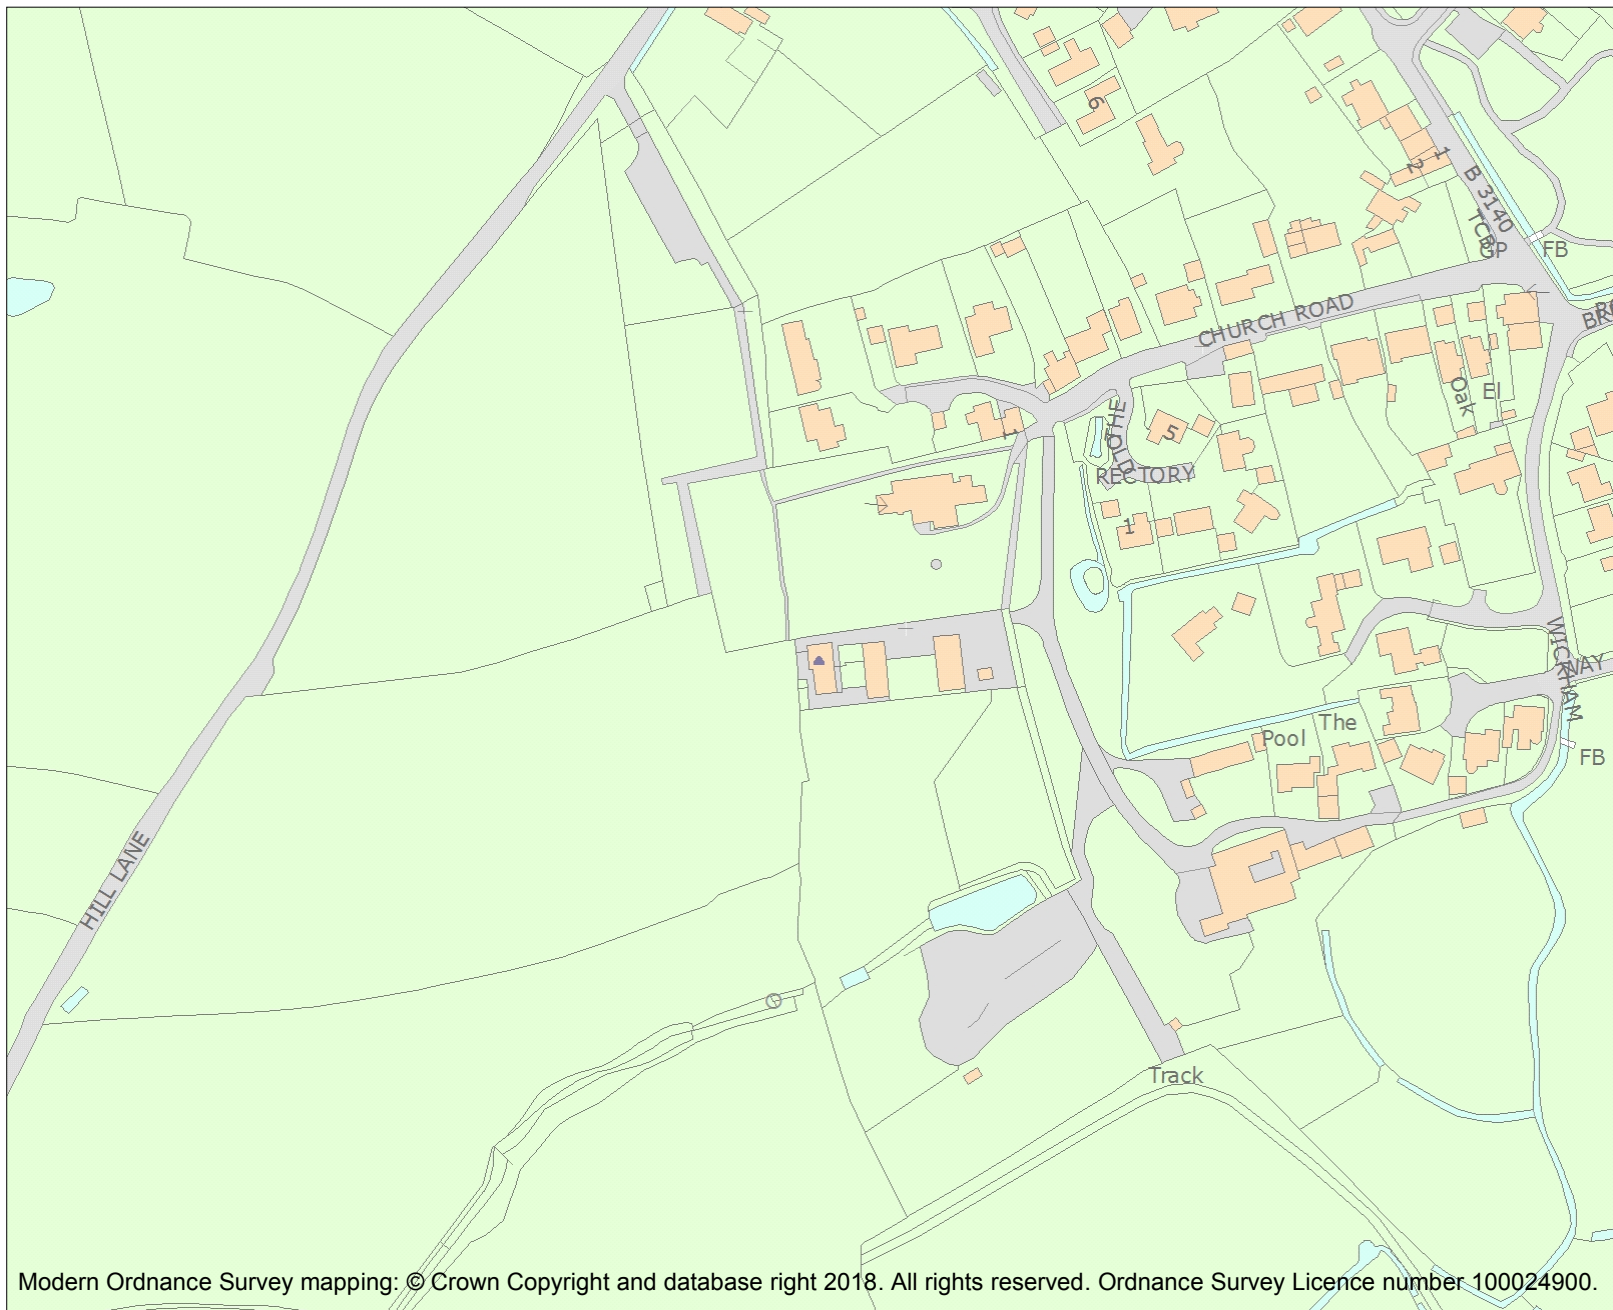 6
1
2
B 3140
TCB
GP
FB
CHURCH ROAD
Oak
El
1
THE
OLD
RECTORY
5
1
WICKHAM
WAY
The
Pool
FB
HILL LANE
Track
Modern Ordnance Survey mapping: © Crown Copyright and database right 2018. All rights reserved. Ordnance Survey Licence number 100024900.